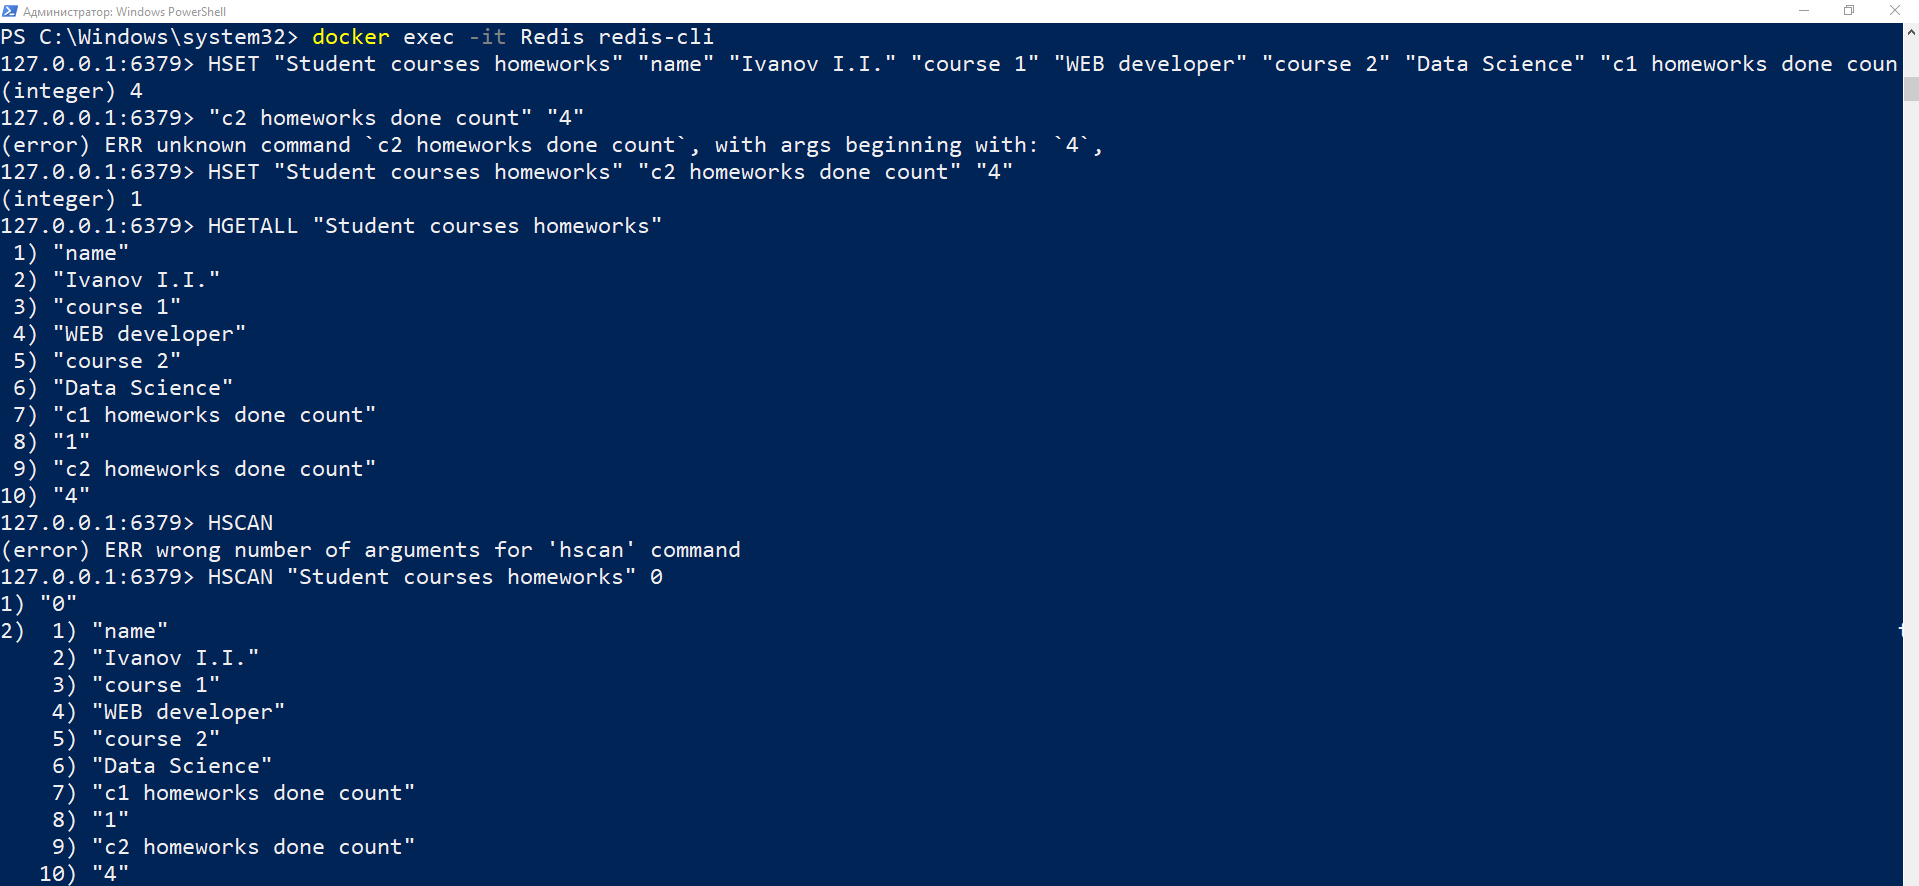 Администратор: Windows PowerShell
PS C:\Windows\system32> docker exec -it Redis redis-cli
127.0.0.1:6379> HSET "Student courses homeworks" "name" "Ivanov I.I." "course 1" "WEB developer" "course 2" "Data Science" "c1 homeworks done coun
(integer) 4
127.0.0.1:6379> "c2 homeworks done count" "4"
(error) ERR unknown command `c2 homeworks done count`, with args beginning with: `4`,
127.0.0.1:6379> HSET "Student courses homeworks" "c2 homeworks done count" "4"
(integer) 1
127.0.0.1:6379> HGETALL "Student courses homeworks"
 1) "name"
 2) "Ivanov I.I."
 3) "course 1"
 4) "WEB developer"
 5) "course 2"
 6) "Data Science"
 7) "c1 homeworks done count"
 8) "1"
 9) "c2 homeworks done count"
10) "4"
127.0.0.1:6379> HSCAN
(error) ERR wrong number of arguments for 'hscan' command
127.0.0.1:6379> HSCAN "Student courses homeworks" 0
1) "0"
2)  1) "name"
    2) "Ivanov I.I."
    3) "course 1"
    4) "WEB developer"
    5) "course 2"
    6) "Data Science"
    7) "c1 homeworks done count"
    8) "1"
    9) "c2 homeworks done count"
   10) "4"